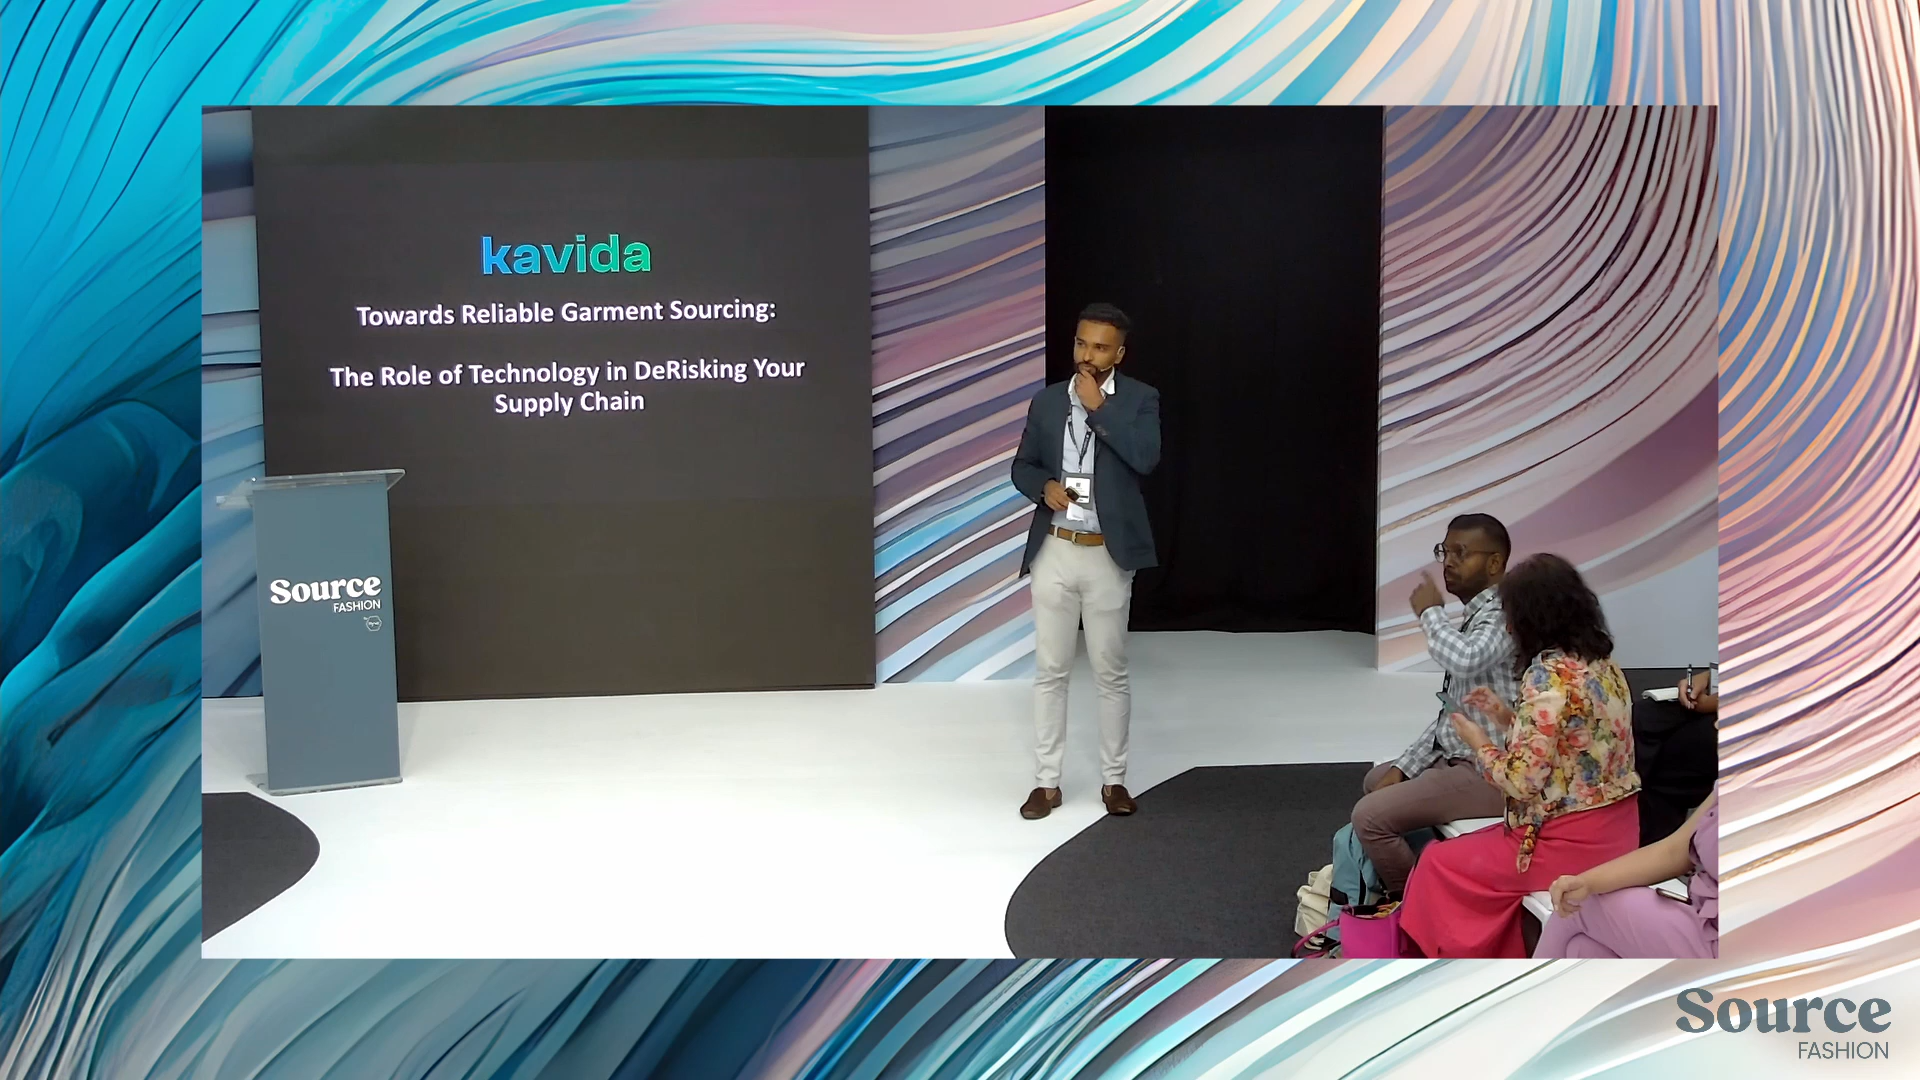 kavida
Towards Reliable Garment Sourcing:
The Role of Technology in DeRisking Your
Supply Chain
Source
FASHION
Source
FASHION